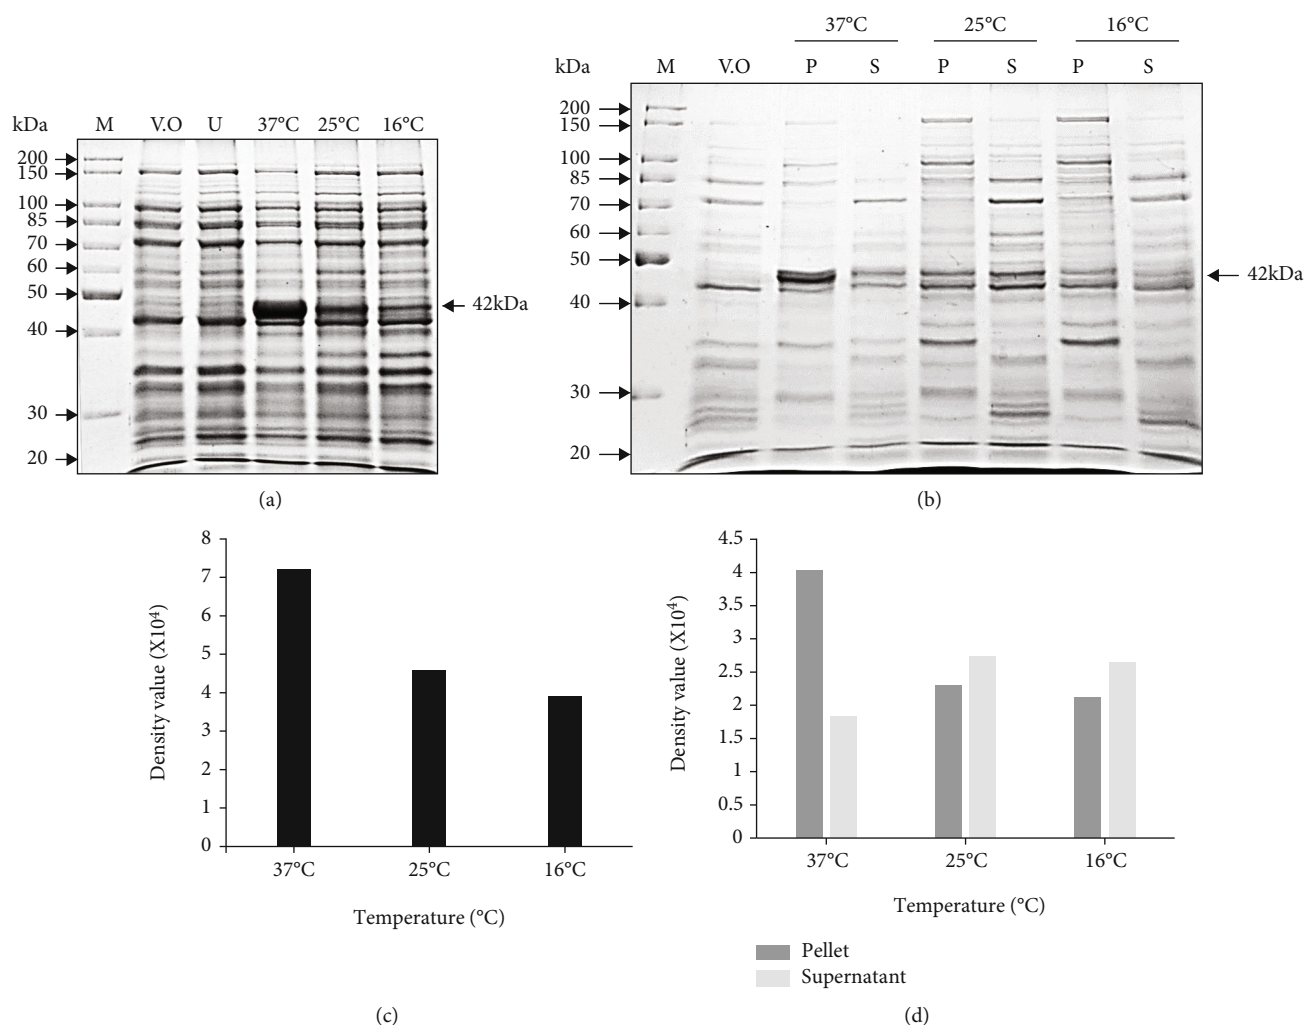 37°C 25°C 16°C
kDa M V.O P S P S P S
200
150
100
85
70
60
50
40
30
20
42kDa
(b)
kDa M V.O U 37°C 25°C 16°C
200
150
100
85
70
60
50
40
30
20
42kDa
(a)
8
7
6
5
4
3
2
1
0
Density value (X10⁴)
37°C 25°C 16°C
Temperature (°C)
(c)
4.5
4
3.5
3
2.5
2
1.5
1
0.5
0
Density value (X10⁴)
37°C 25°C 16°C
Temperature (°C)
Pellet
Supernatant
(d)